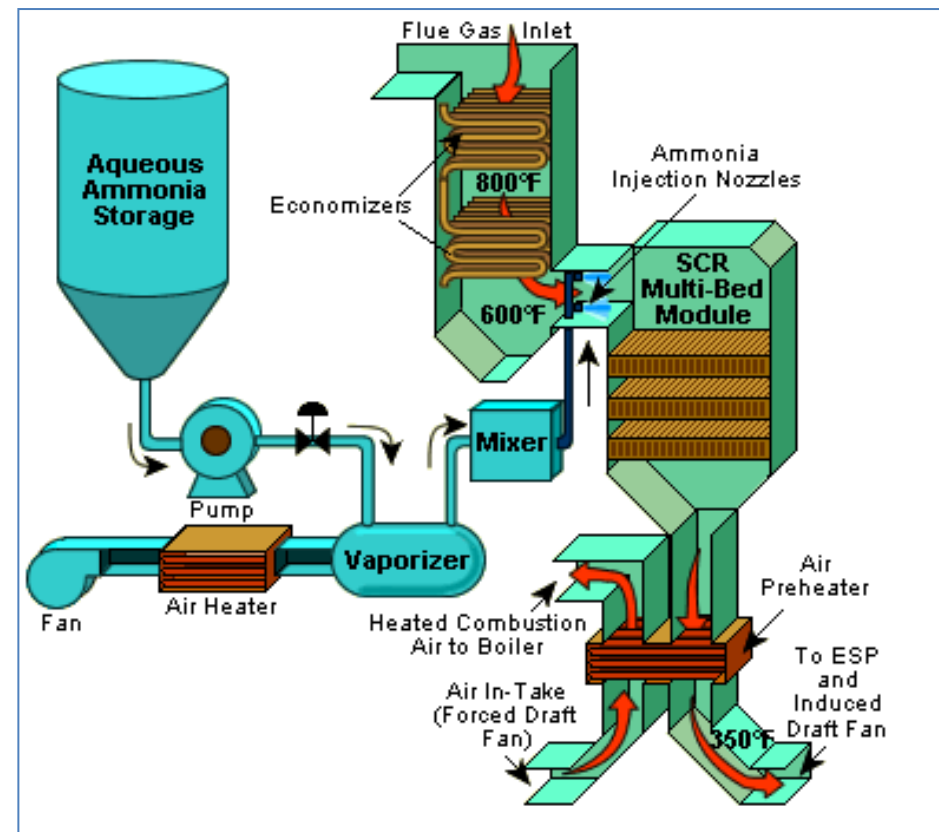 Flue Gas Inlet
Aqueous
Ammonia
Storage
Economizers
800°F
600°F
Ammonia
Injection Nozzles
SCR
Multi-Bed
Module
Mixer
Pump
Vaporizer
Fan
Air Heater
Heated Combustion
Air to Boiler
Air
Preheater
Air In-Take
(Forced Draft
Fan)
350°F
To ESP
and
Induced
Draft Fan